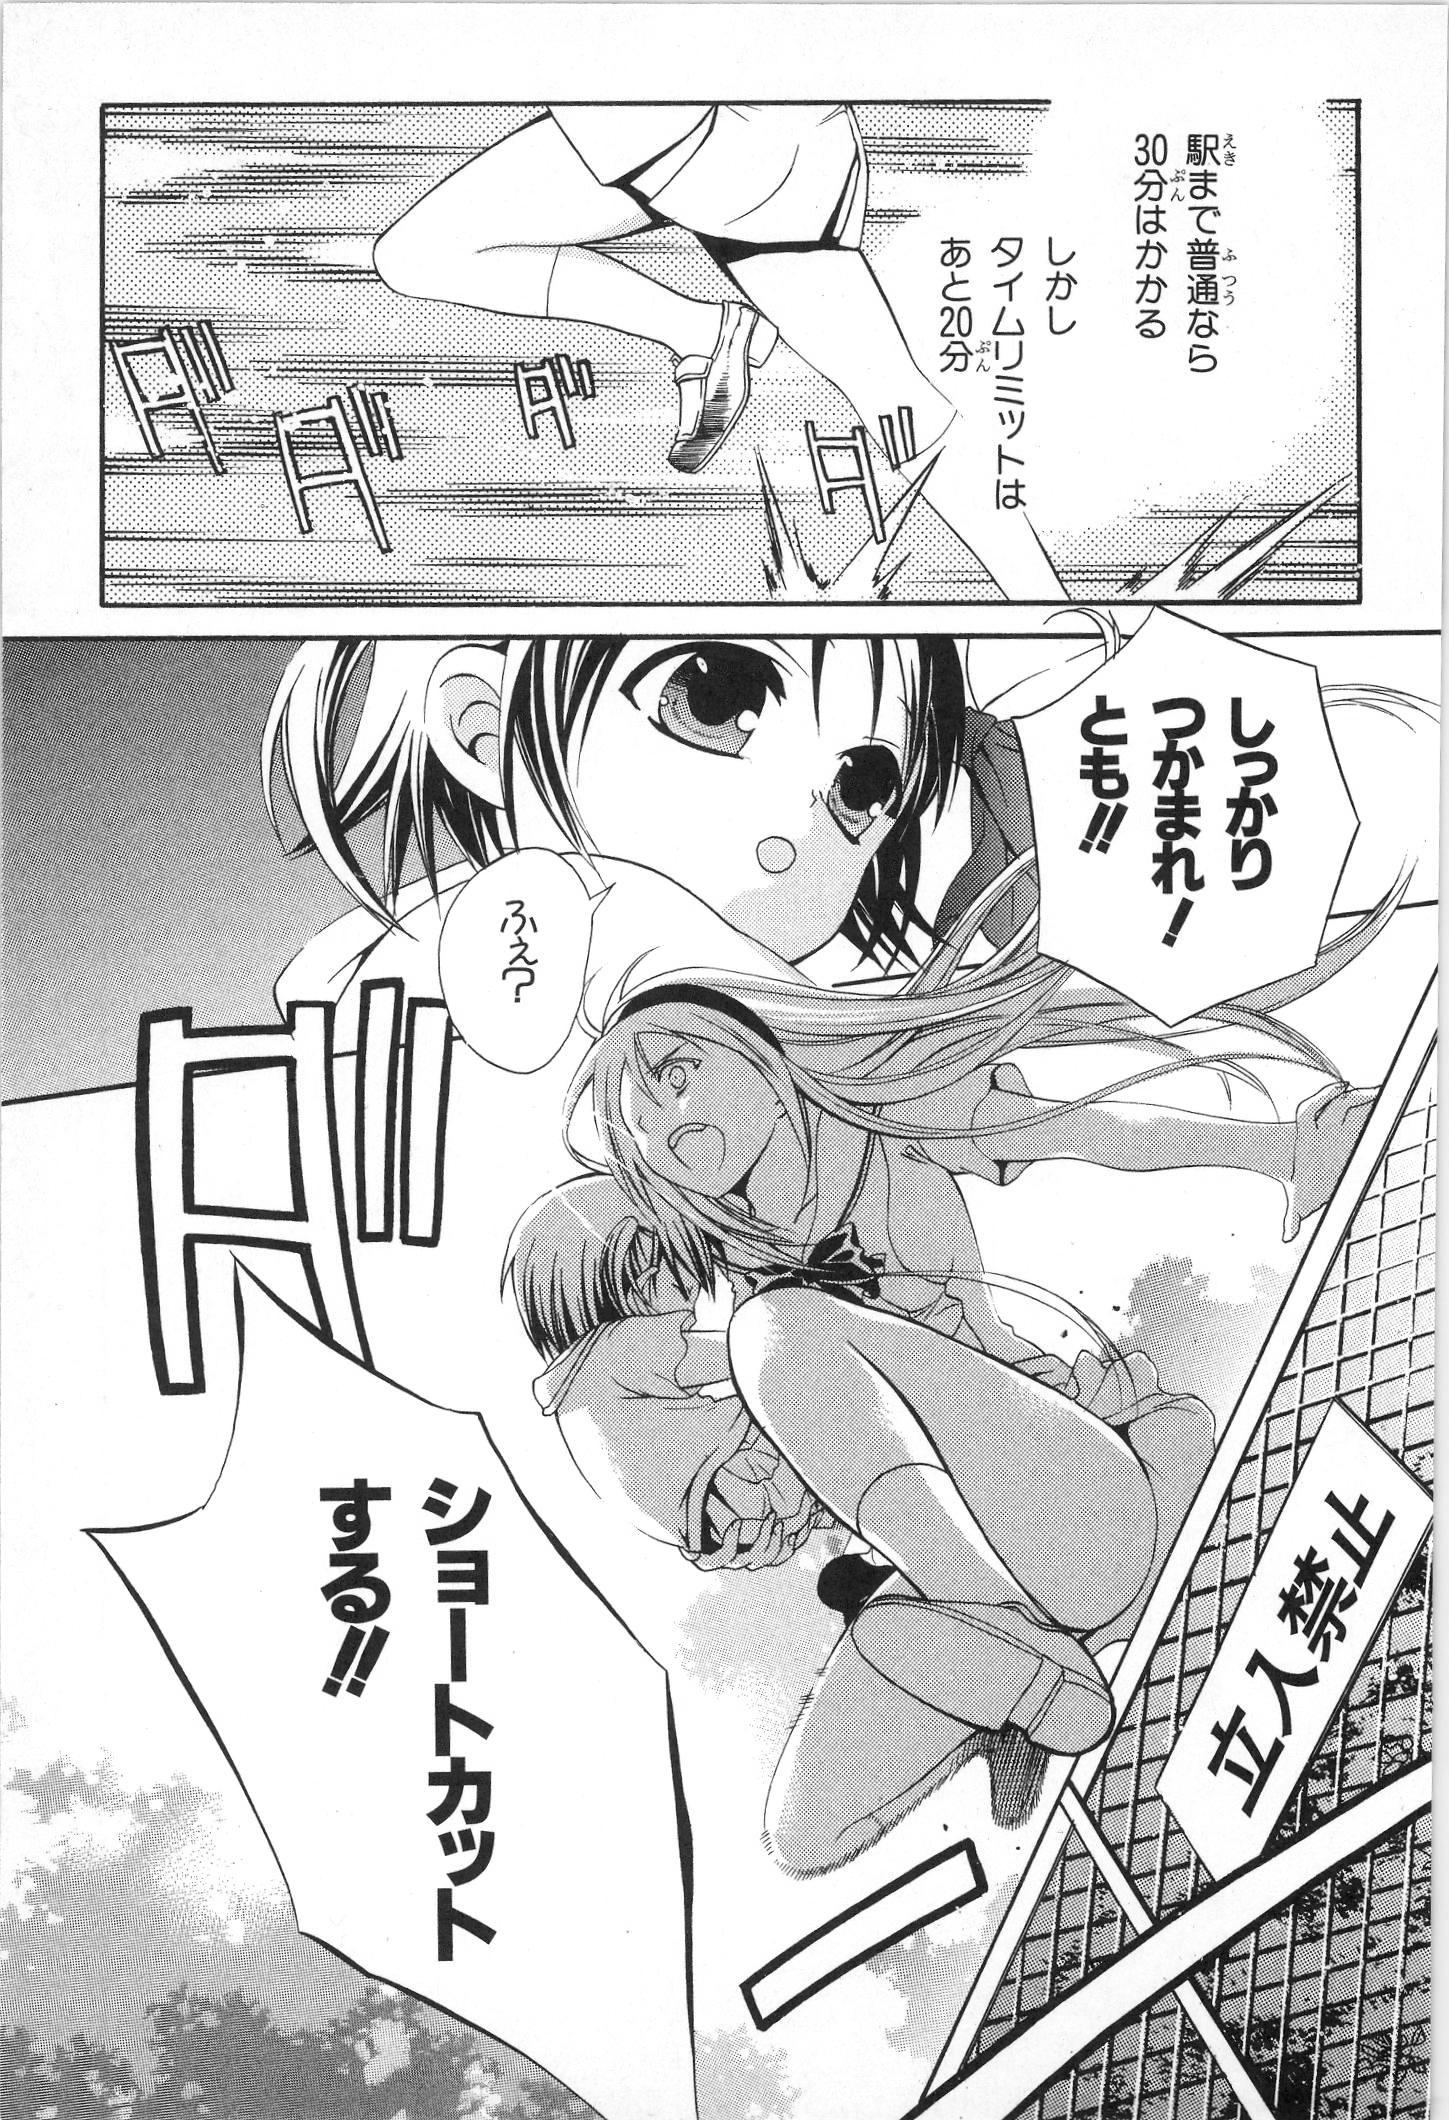 駅まで普通なら
30分はかかる
しかし
タイムリミットは
あと20分
ダダダダ
しっかり
つかまれ!
とも!!
ふぇ?
ダ
ー
ショートカット
する!!
立入禁止